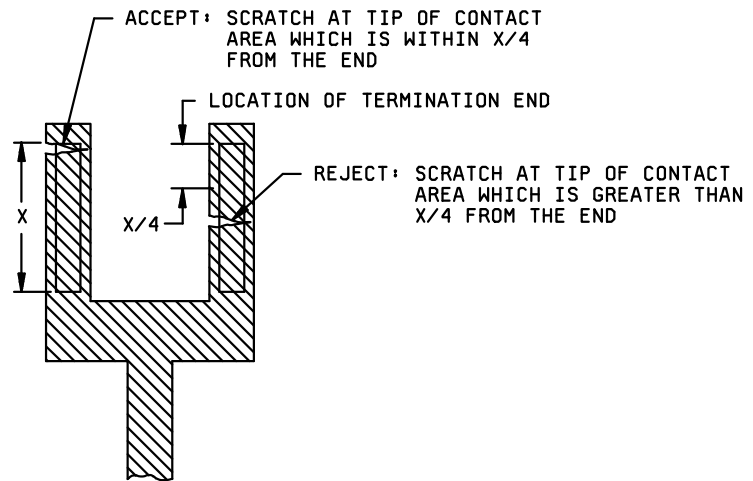 ACCEPT: SCRATCH AT TIP OF CONTACT
AREA WHICH IS WITHIN X/4
FROM THE END
LOCATION OF TERMINATION END
REJECT: SCRATCH AT TIP OF CONTACT
AREA WHICH IS GREATER THAN
X/4 FROM THE END
X
X/4